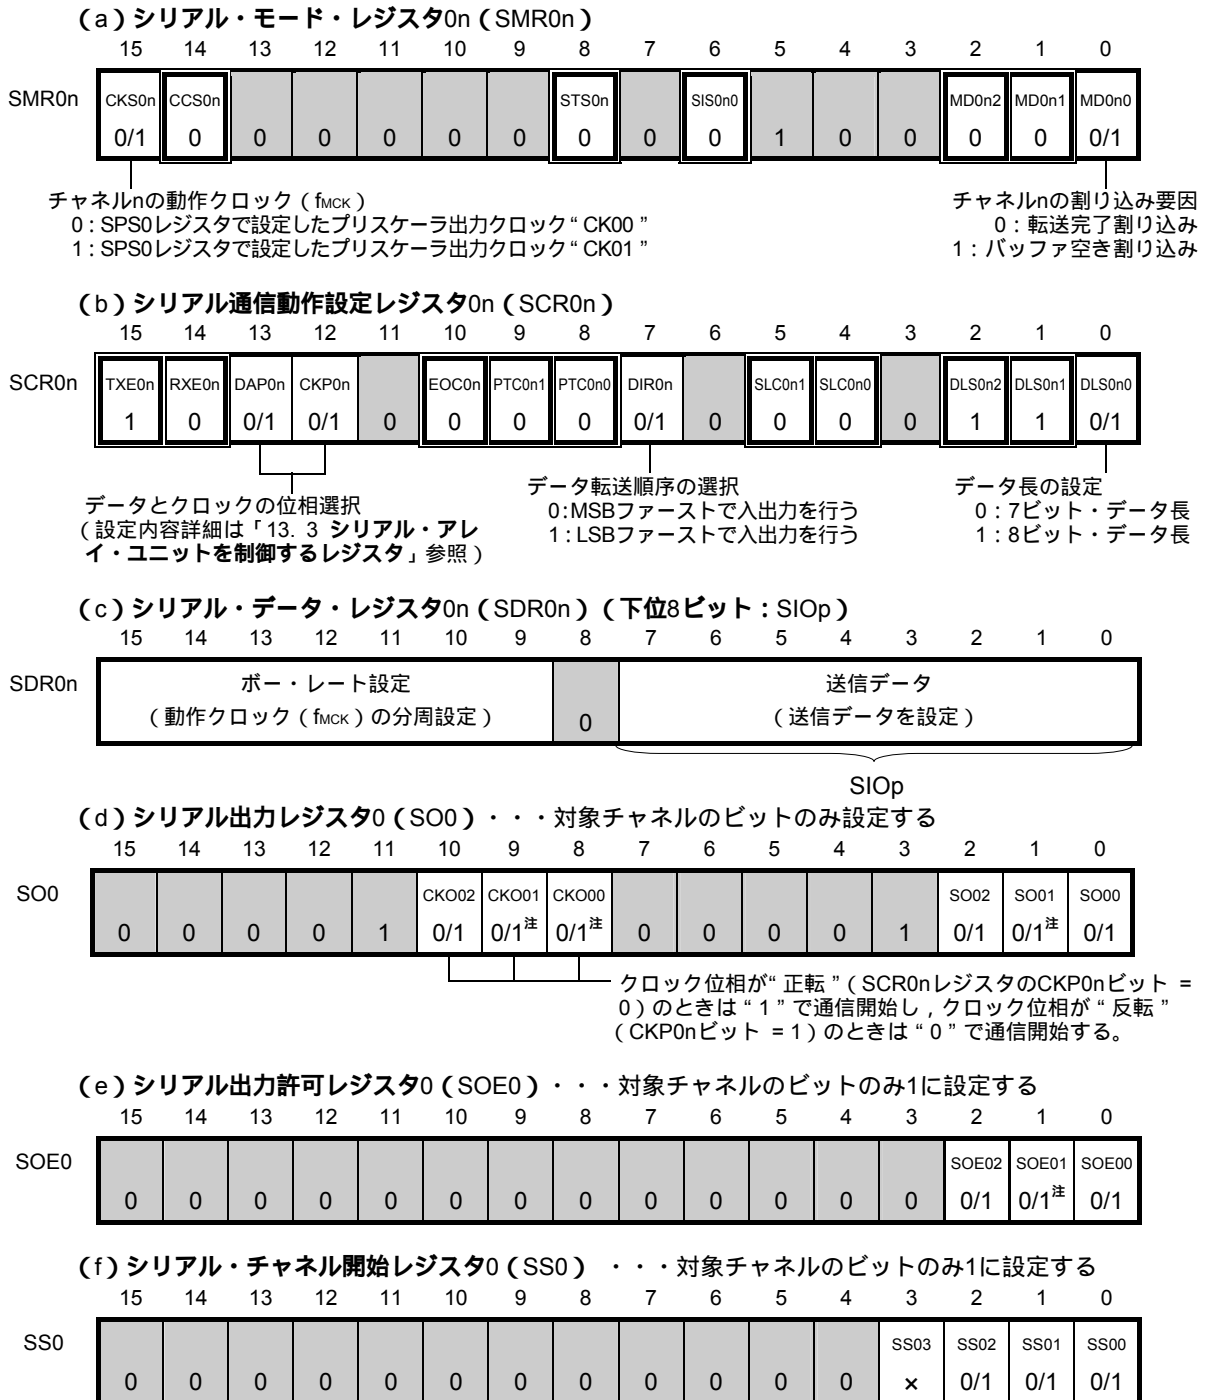 （a）シリアル・モード・レジスタ0n（SMR0n）
15 14 13 12 11 10 9 8 7 6 5 4 3 2 1 0
SMR0n CKS0n CCS0n STS0n SIS0n0 MD0n2 MD0n1 MD0n0
0/1 0 0 0 0 0 0 0 0 0 1 0 0 0 0 0/1
チャネルnの動作クロック（fMCK）
0：SPS0レジスタで設定したプリスケーラ出力クロック“CK00”
1：SPS0レジスタで設定したプリスケーラ出力クロック“CK01”
チャネルnの割り込み要因
0：転送完了割り込み
1：バッファ空き割り込み
（b）シリアル通信動作設定レジスタ0n（SCR0n）
15 14 13 12 11 10 9 8 7 6 5 4 3 2 1 0
SCR0n TXE0n RXE0n DAP0n CKP0n EOC0n PTC0n1 PTC0n0 DIR0n SLC0n1 SLC0n0 DLS0n2 DLS0n1 DLS0n0
1 0 0/1 0/1 0 0 0 0 0/1 0 0 0 0 1 1 0/1
データとクロックの位相選択
（設定内容詳細は「13. 3 シリアル・アレ
イ・ユニットを制御するレジスタ」参照）
データ転送順序の選択
0：MSBファーストで入出力を行う
1：LSBファーストで入出力を行う
データ長の設定
0：7ビット・データ長
1：8ビット・データ長
（c）シリアル・データ・レジスタ0n（SDR0n）（下位8ビット：SIOp）
15 14 13 12 11 10 9 8 7 6 5 4 3 2 1 0
SDR0n ボー・レート設定 送信データ
（動作クロック（fMCK）の分周設定） 0 （送信データを設定）
SIOp
（d）シリアル出力レジスタ0（SO0）・・・対象チャネルのビットのみ設定する
15 14 13 12 11 10 9 8 7 6 5 4 3 2 1 0
SO0 CKO02 CKO01 CKO00 SO02 SO01 SO00
0 0 0 0 1 0/1 0/1注 0/1注 0 0 0 0 1 0/1 0/1注 0/1
クロック位相が“正転”（SCR0nレジスタのCKP0nビット =
0）のときは“1”で通信開始し，クロック位相が“反転”
（CKP0nビット = 1）のときは“0”で通信開始する。
（e）シリアル出力許可レジスタ0（SOE0）・・・対象チャネルのビットのみ1に設定する
15 14 13 12 11 10 9 8 7 6 5 4 3 2 1 0
SOE0 SOE02 SOE01 SOE00
0 0 0 0 0 0 0 0 0 0 0 0 0 0/1 0/1注 0/1
（f）シリアル・チャネル開始レジスタ0（SS0）・・・対象チャネルのビットのみ1に設定する
15 14 13 12 11 10 9 8 7 6 5 4 3 2 1 0
SS0 SS03 SS02 SS01 SS00
0 0 0 0 0 0 0 0 0 0 0 0 × 0/1 0/1 0/1